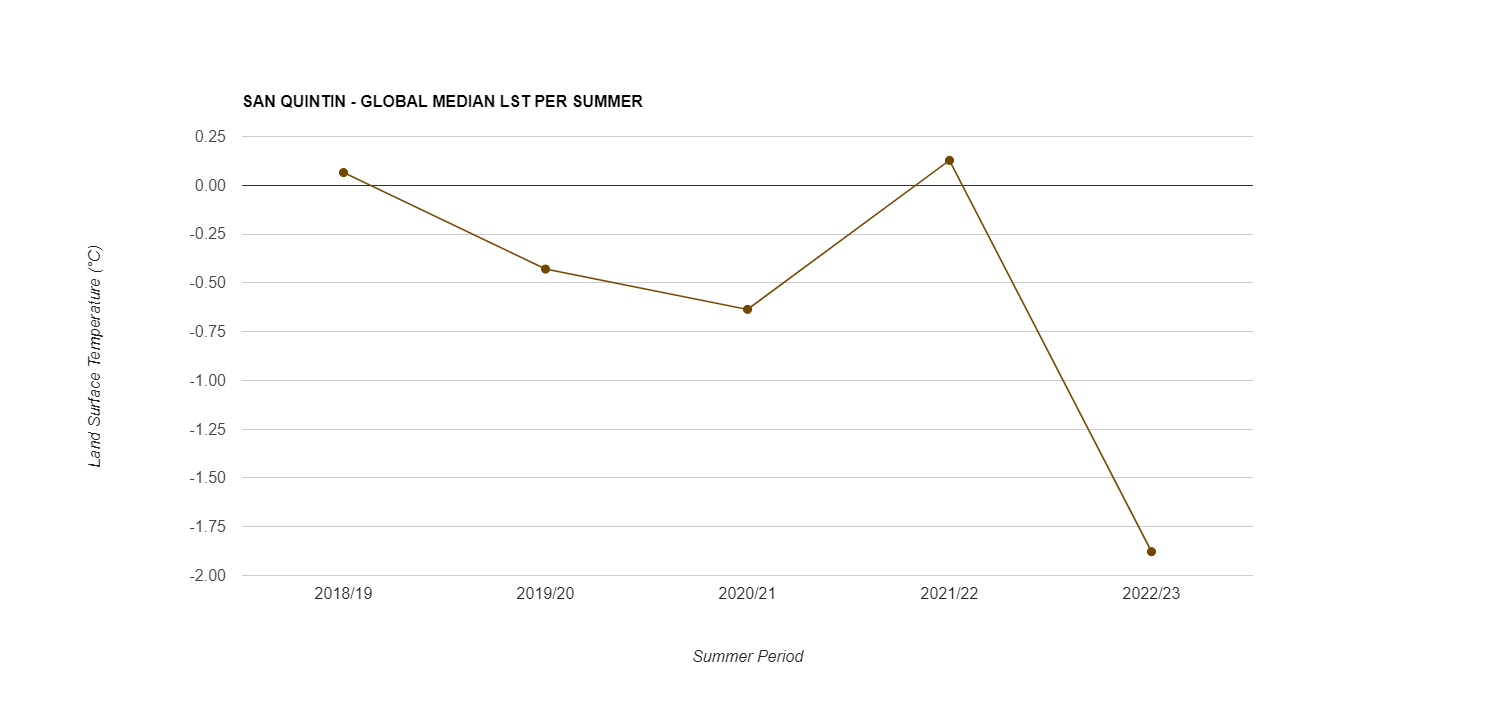 SAN QUINTIN - GLOBAL MEDIAN LST PER SUMMER
0.25
0.00
-0.25
-0.50
-0.75
-1.00
-1.25
-1.50
-1.75
-2.00
Land Surface Temperature (°C)
2018/19 2019/20 2020/21 2021/22 2022/23
Summer Period